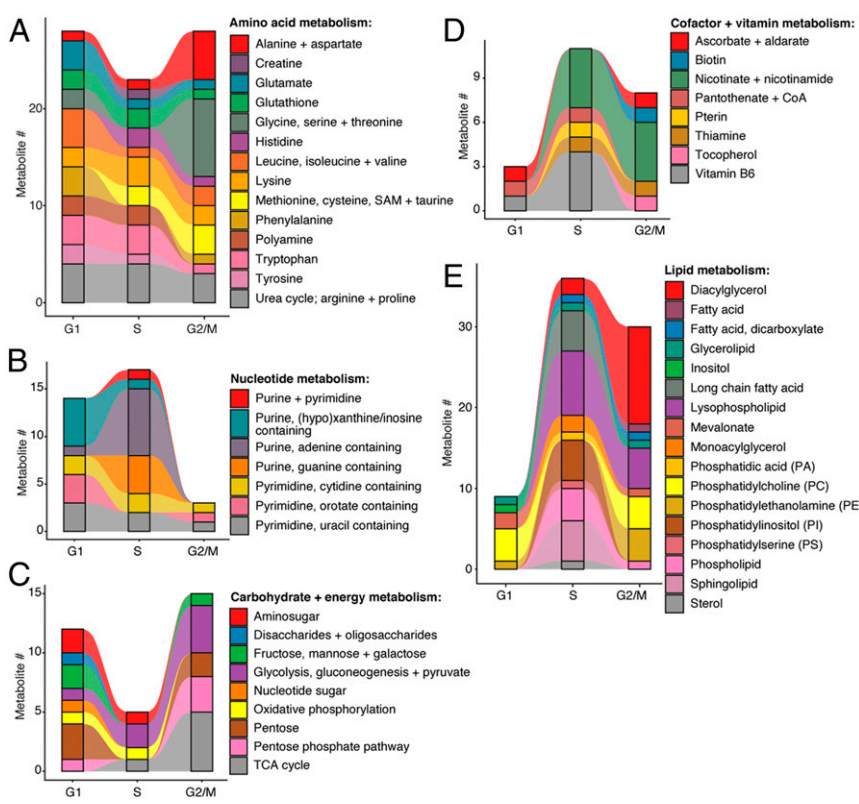 A
Metabolite #
20
10
0
G1
S
G2/M
Amino acid metabolism:
Alanine + aspartate
Creatine
Glutamate
Glutathione
Glycine, serine + threonine
Histidine
Leucine, isoleucine + valine
Lysine
Methionine, cysteine, SAM + taurine
Phenylalanine
Polyamine
Tryptophan
Tyrosine
Urea cycle; arginine + proline
B
Metabolite #
15
10
5
0
G1
S
G2/M
Nucleotide metabolism:
Purine + pyrimidine
Purine, (hypo)xanthine/inosine
containing
Purine, adenine containing
Purine, guanine containing
Pyrimidine, cytidine containing
Pyrimidine, orotate containing
Pyrimidine, uracil containing
C
Metabolite #
15
10
5
0
G1
S
G2/M
Carbohydrate + energy metabolism:
Aminosugar
Disaccharides + oligosaccharides
Fructose, mannose + galactose
Glycolysis, gluconeogenesis + pyruvate
Nucleotide sugar
Oxidative phosphorylation
Pentose
Pentose phosphate pathway
TCA cycle
D
Metabolite #
9
6
3
0
G1
S
G2/M
Cofactor + vitamin metabolism:
Ascorbate + aldarate
Biotin
Nicotinate + nicotinamide
Pantothenate + CoA
Pterin
Thiamine
Tocopherol
Vitamin B6
E
Metabolite #
30
20
10
0
G1
S
G2/M
Lipid metabolism:
Diacylglycerol
Fatty acid
Fatty acid, dicarboxylate
Glycerolipid
Inositol
Long chain fatty acid
Lysophospholipid
Mevalonate
Monoacylglycerol
Phosphatidic acid (PA)
Phosphatidylcholine (PC)
Phosphatidylethanolamine (PE
Phosphatidylinositol (PI)
Phosphatidylserine (PS)
Phospholipid
Sphingolipid
Sterol